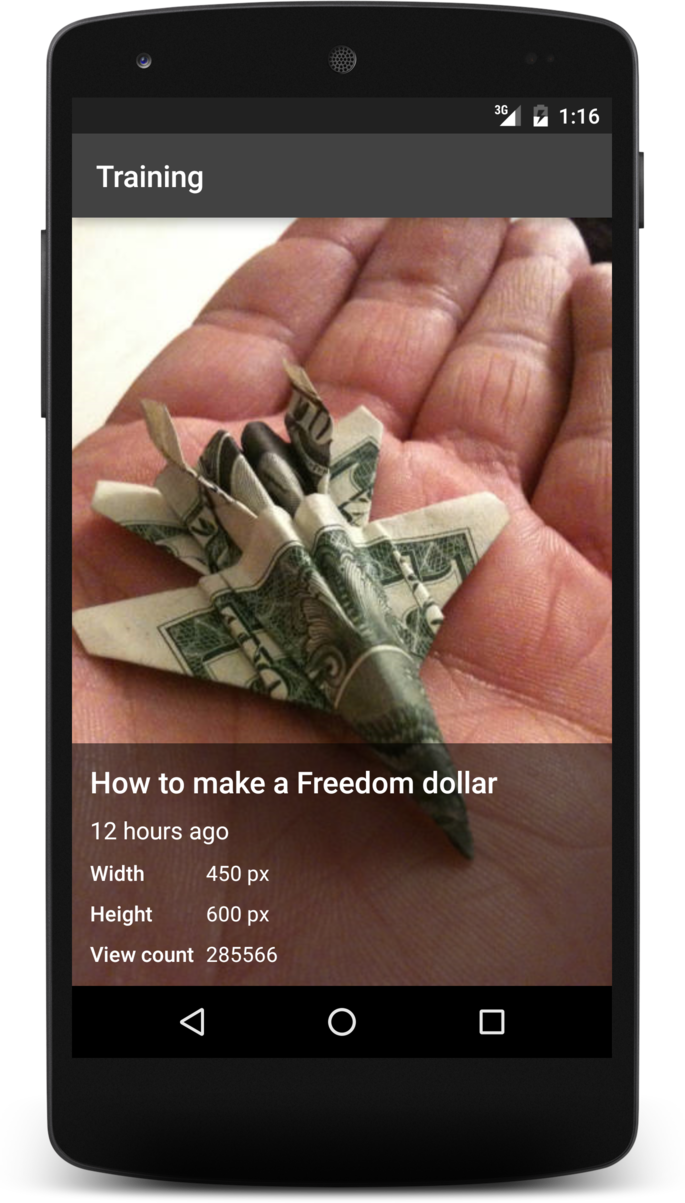 3G 1:16
Training
How to make a Freedom dollar
12 hours ago
Width 450 px
Height 600 px
View count 285566